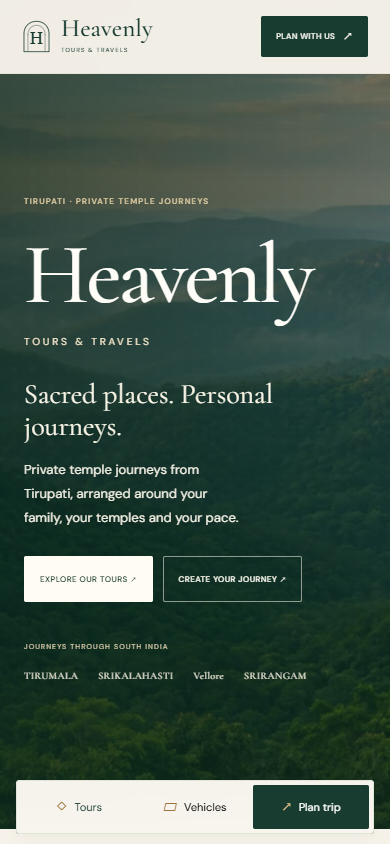 H
Heavenly
TOURS & TRAVELS
PLAN WITH US ↗
TIRUPATI · PRIVATE TEMPLE JOURNEYS
Heavenly
TOURS & TRAVELS
Sacred places. Personal
journeys.
Private temple journeys from
Tirupati, arranged around your
family, your temples and your pace.
EXPLORE OUR TOURS ↗
CREATE YOUR JOURNEY ↗
JOURNEYS THROUGH SOUTH INDIA
TIRUMALA SRIKALAHASTI Vellore SRIRANGAM
Tours Vehicles ↗ Plan trip